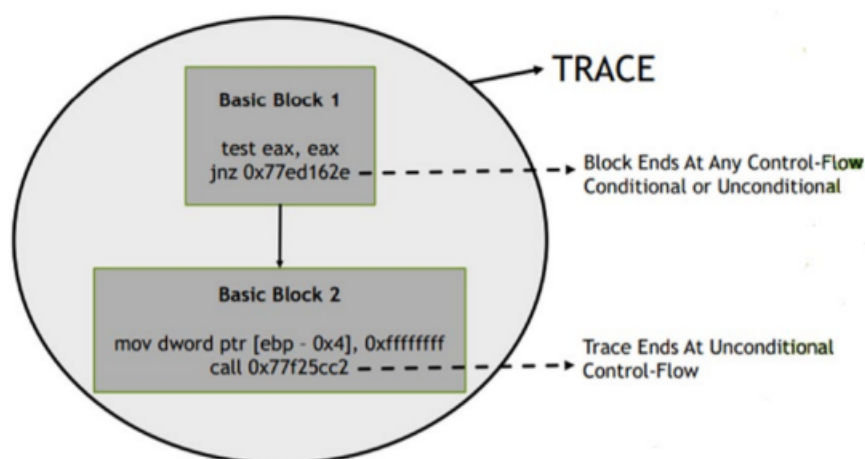 TRACE
Basic Block 1
test eax, eax
jnz 0x77ed162e
Block Ends At Any Control-Flow
Conditional or Unconditional
Basic Block 2
mov dword ptr [ebp - 0x4], 0xffffffff
call 0x77f25cc2
Trace Ends At Unconditional
Control-Flow